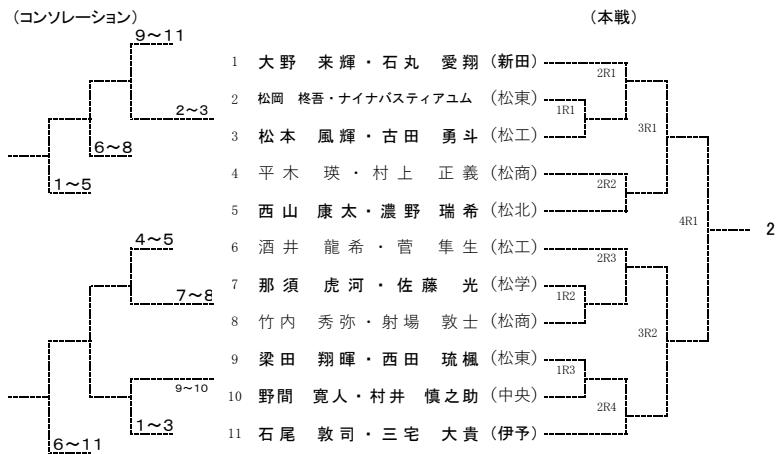 （コンソレーション）
（本戦）
9～11
2～3
6～8
1～5
4～5
7～8
9～10
1～3
6～11
1 大野 来輝・石丸 愛翔 （新田）
2 松岡 柊吾・ナイナバスティアユム （松東）
3 松本 風輝・古田 勇斗 （松工）
4 平木 瑛・村上 正義 （松商）
5 西山 康太・濃野 瑞希 （松北）
6 酒井 龍希・菅 隼生 （松工）
7 那須 虎河・佐藤 光 （松学）
8 竹内 秀弥・射場 敦士 （松商）
9 梁田 翔暉・西田 琉楓 （松東）
10 野間 寛人・村井 慎之助 （中央）
11 石尾 敦司・三宅 大貴 （伊予）
2R1
1R1
3R1
2R2
4R1
2
2R3
1R2
3R2
1R3
2R4